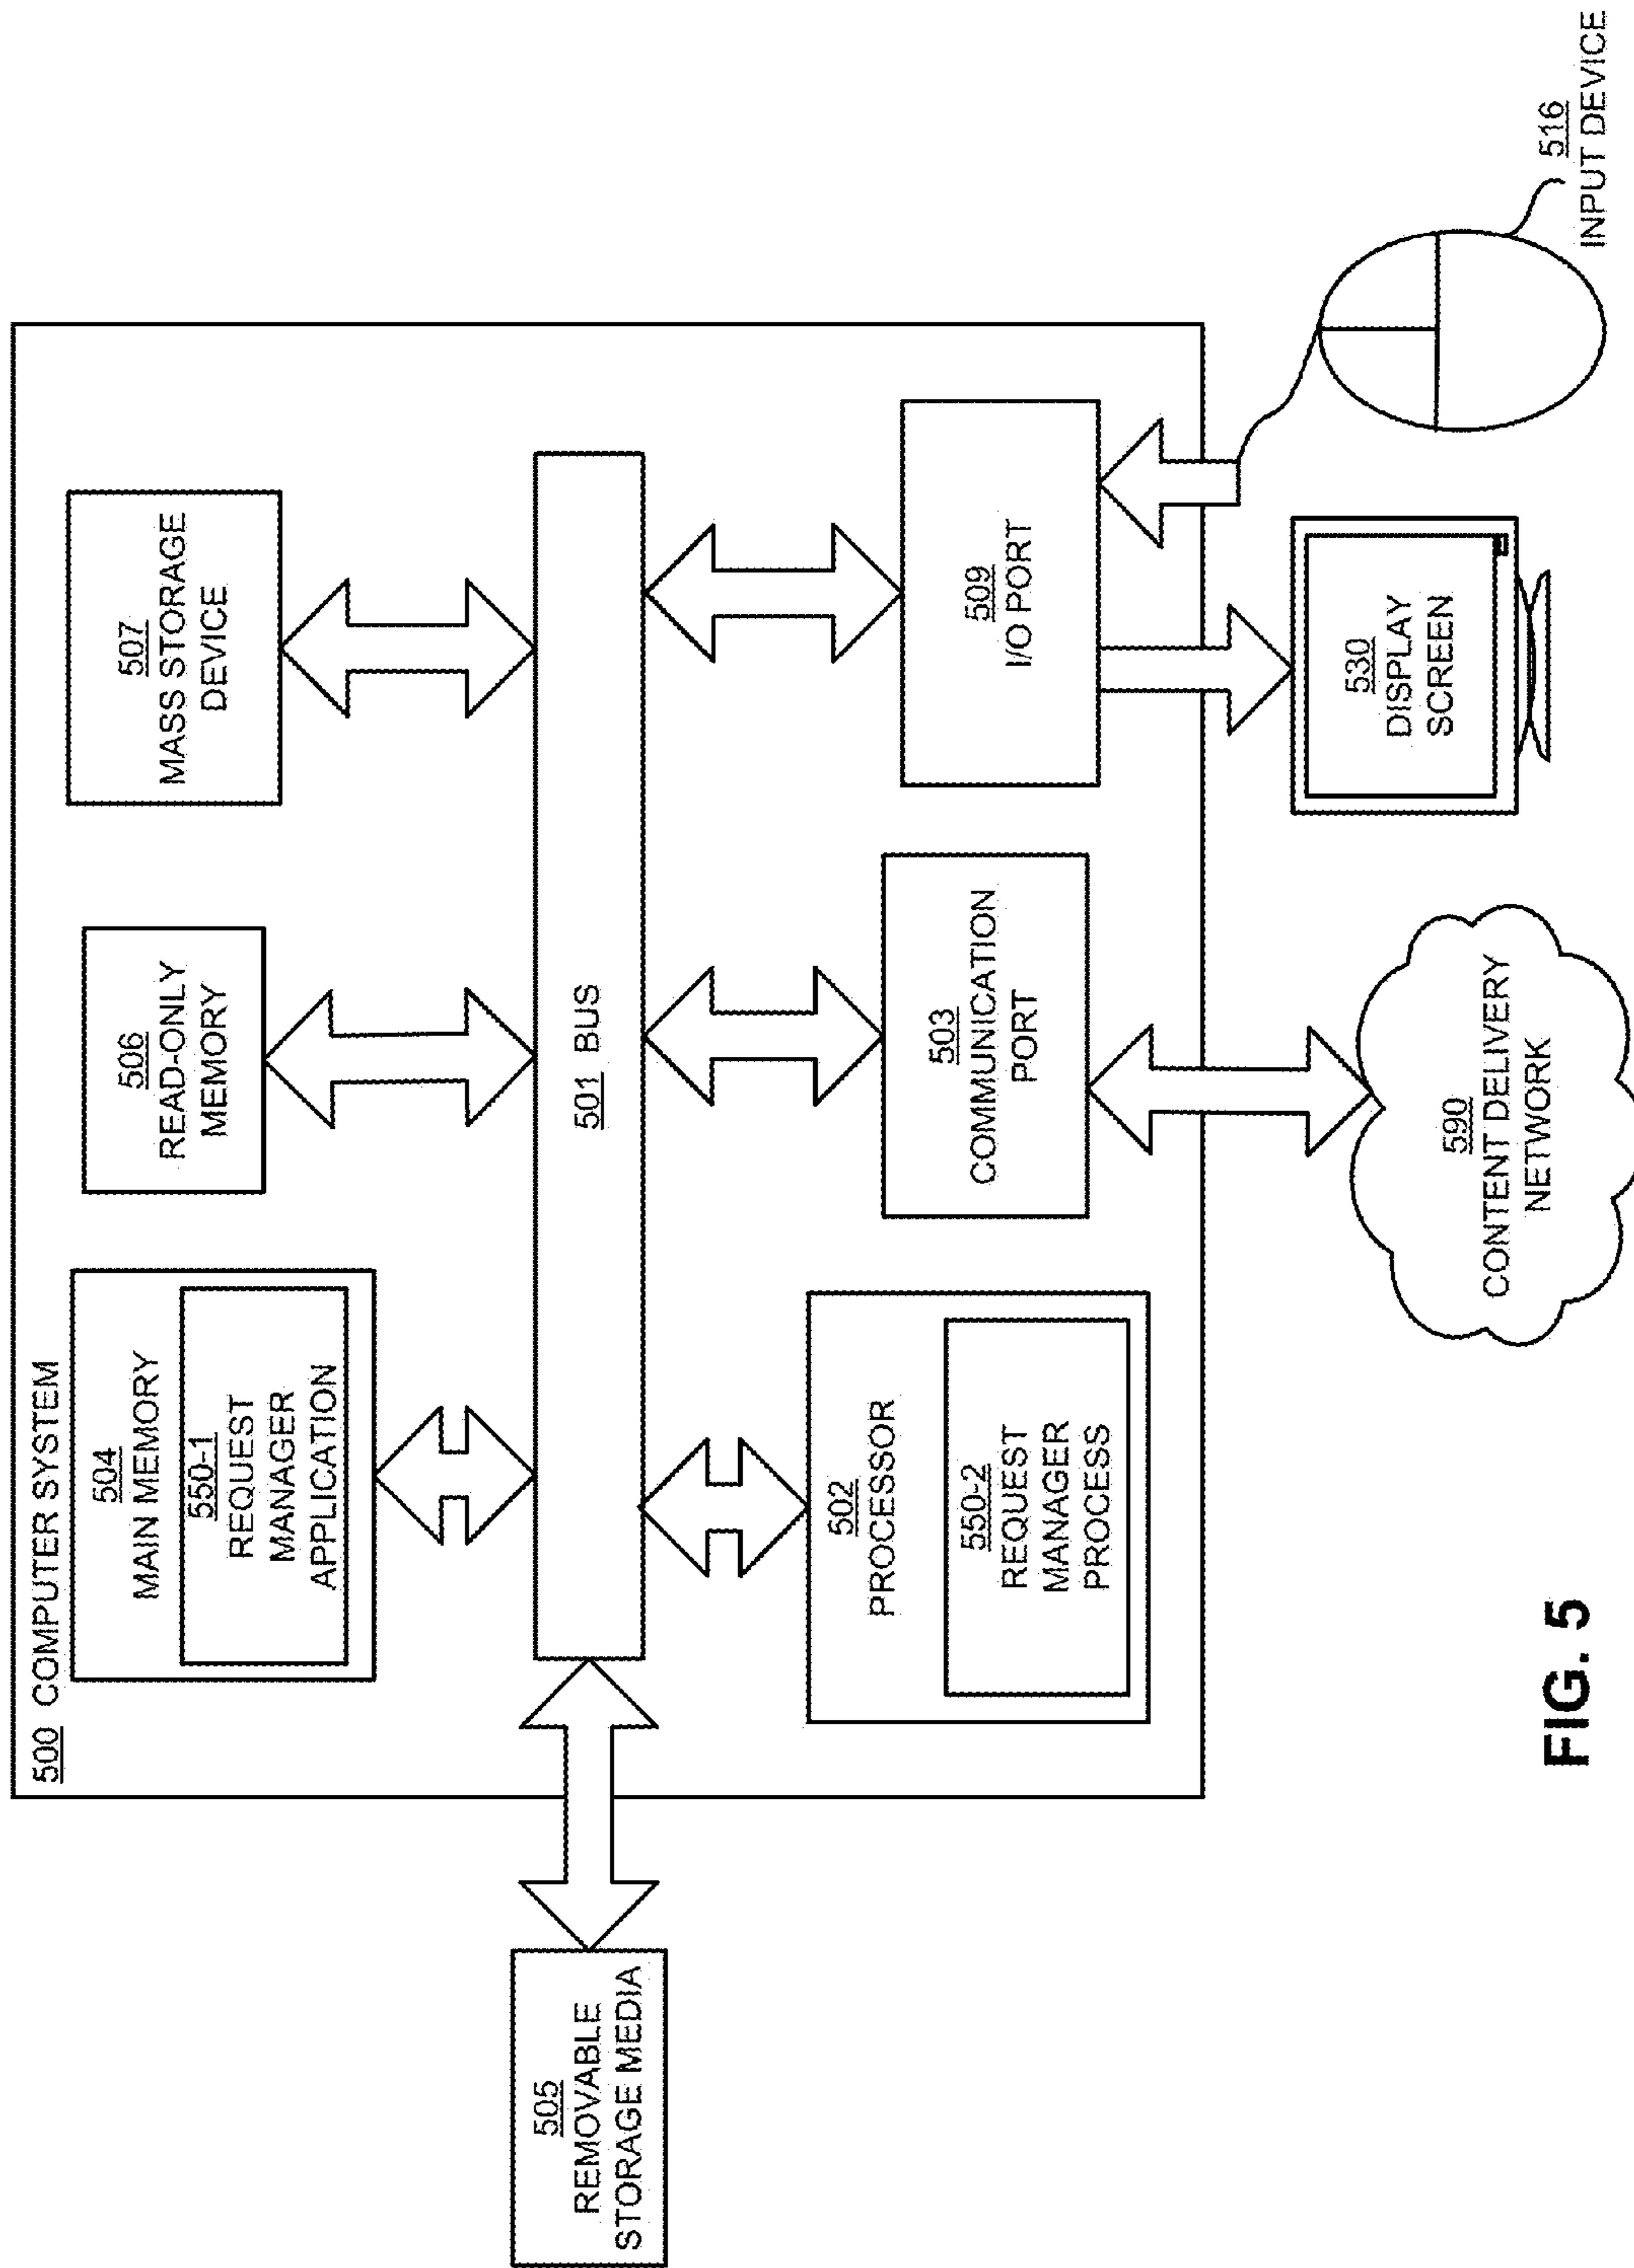 500 COMPUTER SYSTEM
504
MAIN MEMORY
550-1
REQUEST
MANAGER
APPLICATION
506
READ-ONLY
MEMORY
507
MASS STORAGE
DEVICE
505
REMOVABLE
STORAGE MEDIA
501 BUS
502
PROCESSOR
550-2
REQUEST
MANAGER
PROCESS
503
COMMUNICATION
PORT
509
I/O PORT
590
CONTENT DELIVERY
NETWORK
530
DISPLAY
SCREEN
516
INPUT DEVICE
FIG. 5